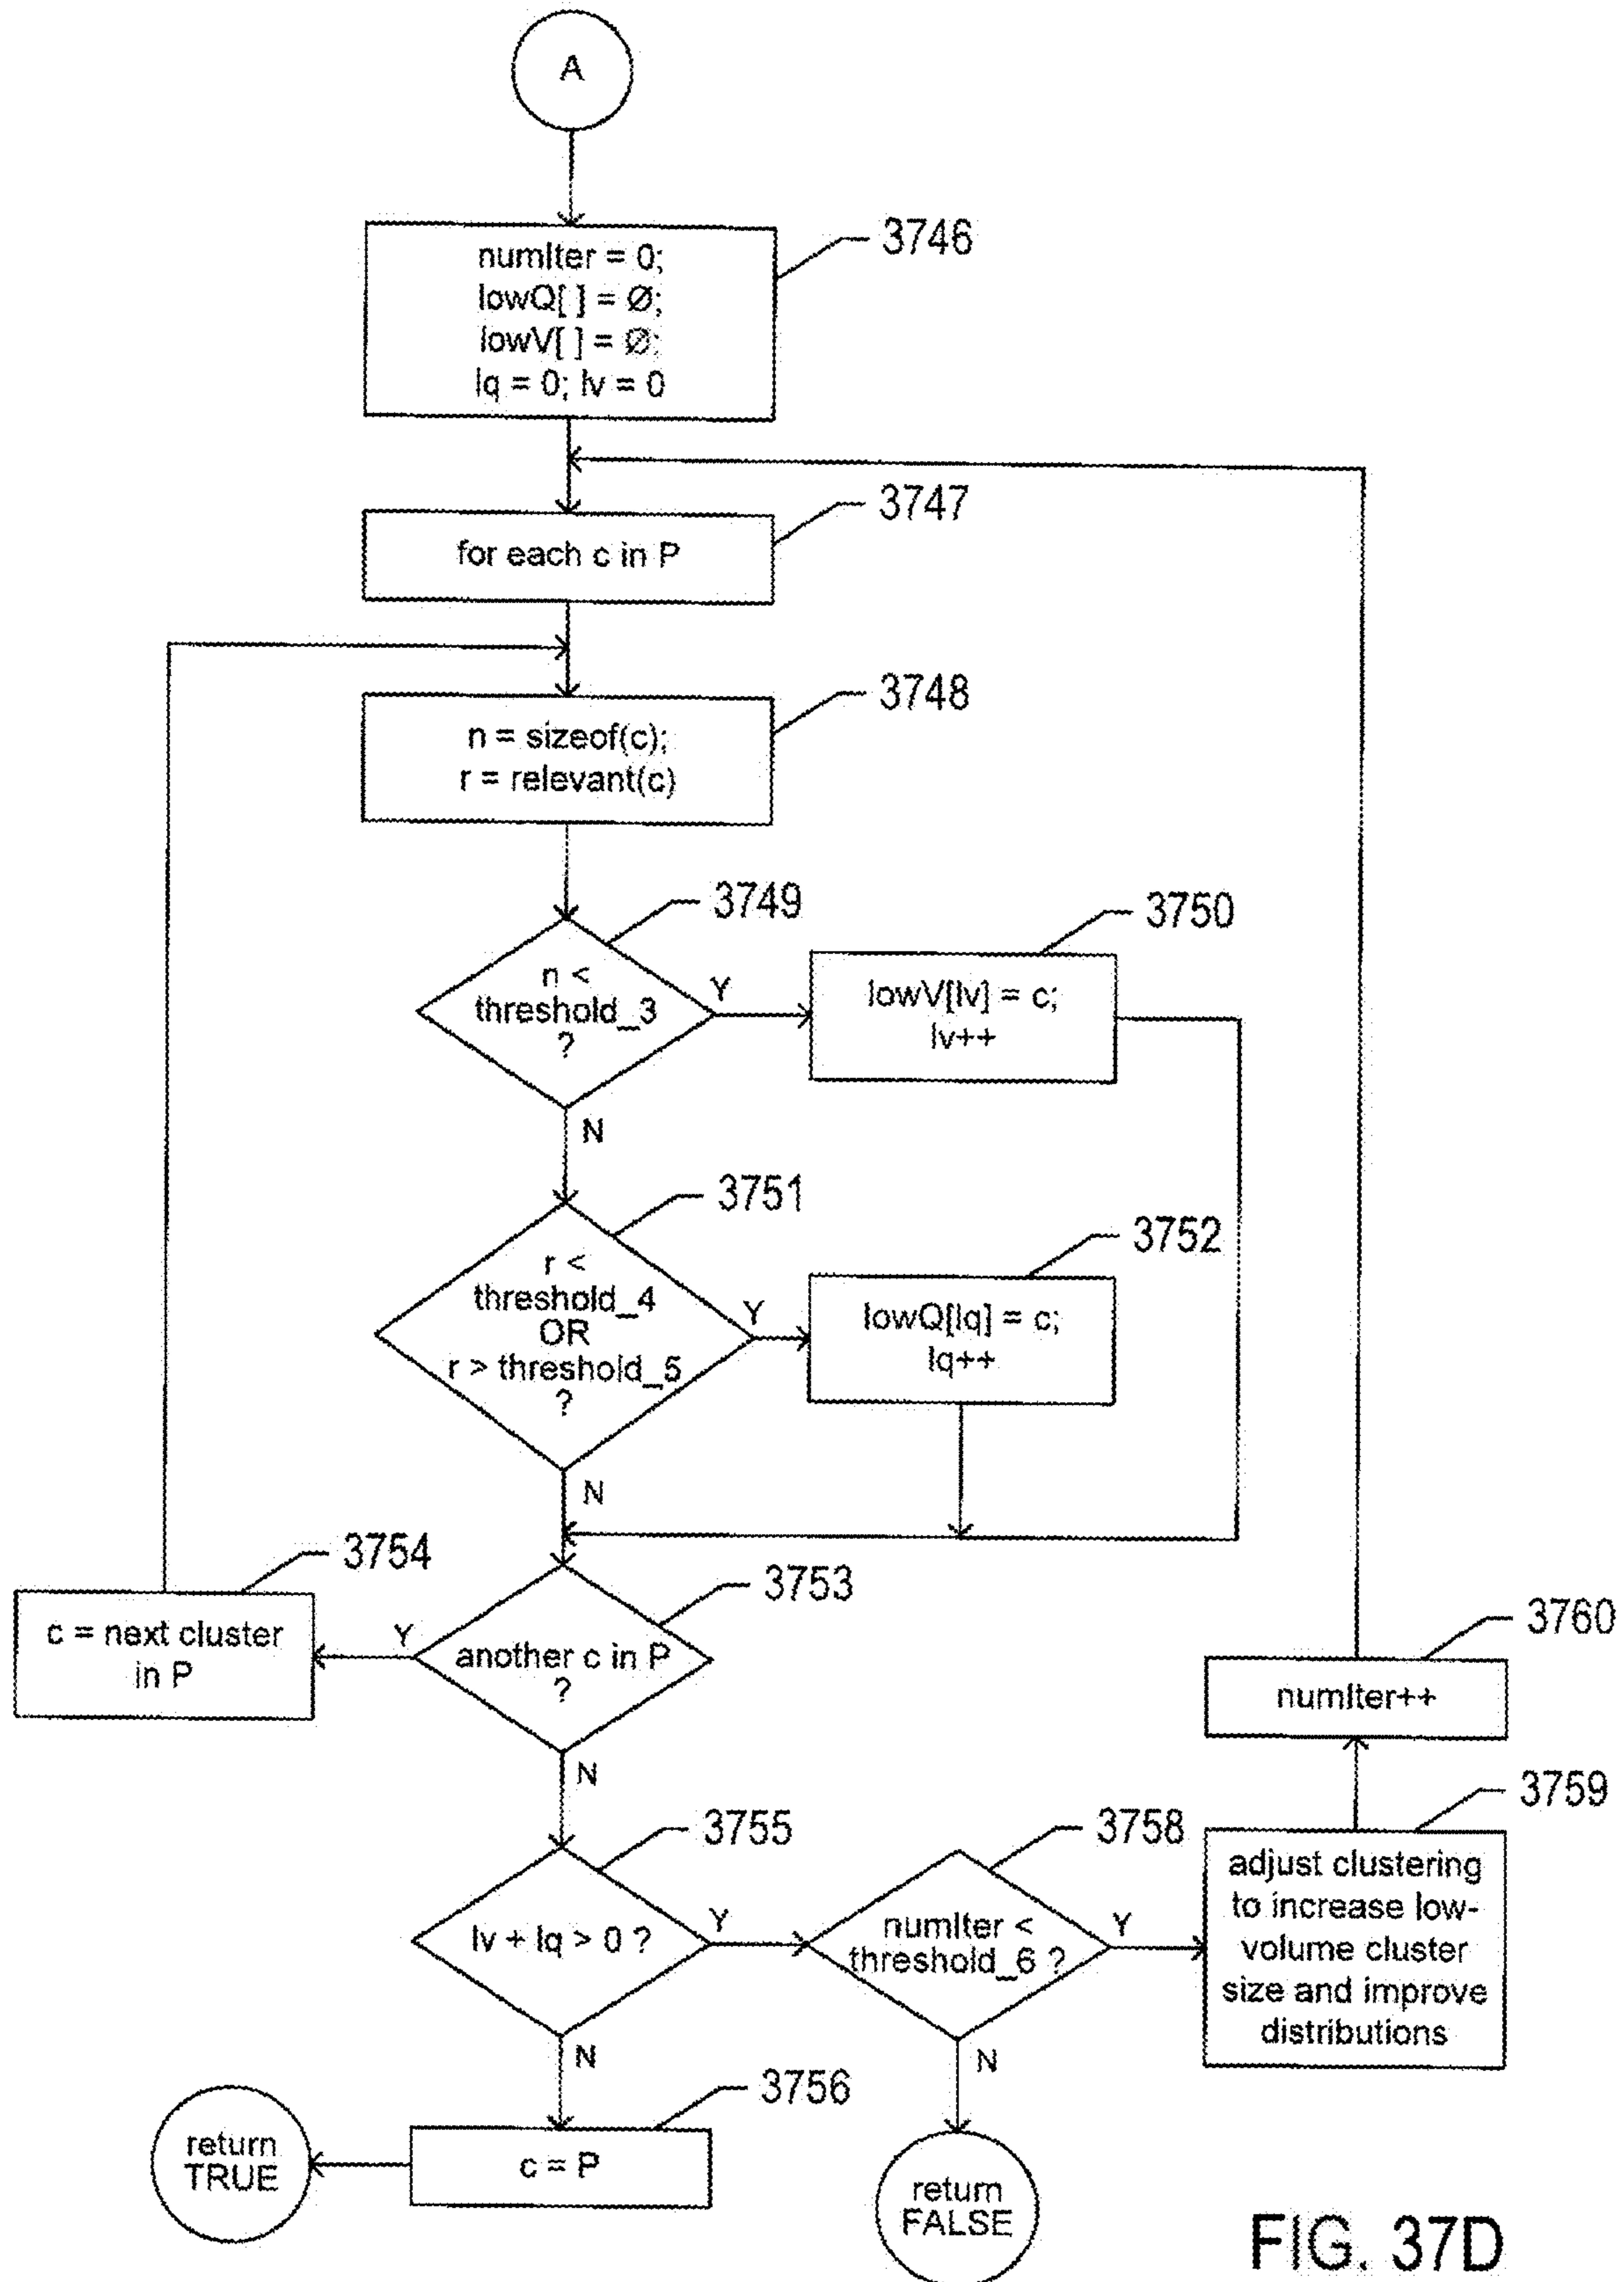 A
3746
numIter = 0;
lowQ[ ] = Ø;
lowV[ ] = Ø;
lq = 0; lv = 0
3747
for each c in P
3748
n = sizeof(c);
r = relevant(c)
3749
n <
threshold_3
?
Y
N
3750
lowV[lv] = c;
lv++
3751
r <
threshold_4
OR
r > threshold_5
?
Y
N
3752
lowQ[lq] = c;
lq++
3754
c = next cluster
in P
3753
another c in P
?
Y
N
3760
numIter++
3755
lv + lq > 0 ?
Y
N
3758
numIter <
threshold_6 ?
Y
N
3759
adjust clustering
to increase low-
volume cluster
size and improve
distributions
3756
c = P
return
TRUE
return
FALSE
FIG. 37D